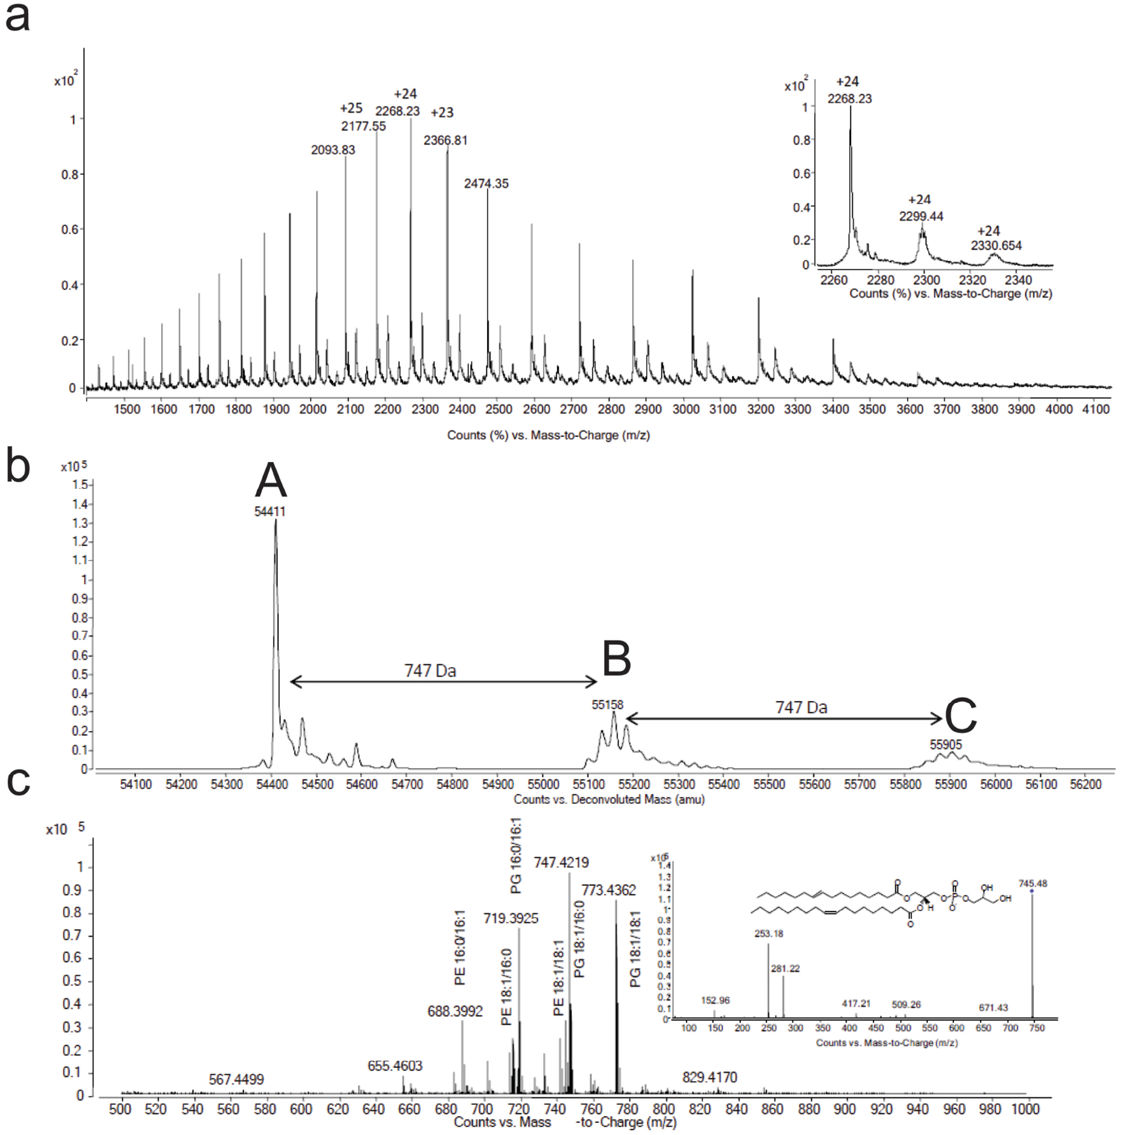 a
x10²
1
0.8
0.6
0.4
0.2
0
+25
2177.55
+24
2268.23
+23
2366.81
2093.83
2474.35
1500 1600 1700 1800 1900 2000 2100 2200 2300 2400 2500 2600 2700 2800 2900 3000 3100 3200 3300 3400 3500 3600 3700 3800 3900 4000 4100
Counts (%) vs. Mass-to-Charge (m/z)
x10²
1
0.8
0.6
0.4
0.2
0
+24
2268.23
+24
2299.44
+24
2330.654
2260 2280 2300 2320 2340
Counts (%) vs. Mass-to-Charge (m/z)
b
x10⁵
1.5
1.4
1.3
1.2
1.1
1
0.9
0.8
0.7
0.6
0.5
0.4
0.3
0.2
0.1
0
A
54411
747 Da
B
55158
747 Da
C
55905
54100 54200 54300 54400 54500 54600 54700 54800 54900 55000 55100 55200 55300 55400 55500 55600 55700 55800 55900 56000 56100 56200
Counts vs. Deconvoluted Mass (amu)
c
x10 5
1
0.9
0.8
0.7
0.6
0.5
0.4
0.3
0.2
0.1
0
567.4499
655.4603
688.3992
PE 16:0/16:1
PE 18:1/16:0
719.3925
PG 16:0/16:1
747.4219
PE 18:1/18:1
PG 18:1/16:0
773.4362
PG 18:1/18:1
829.4170
500 520 540 560 580 600 620 640 660 680 700 720 740 760 780 800 820 840 860 880 900 920 940 960 980 1000
Counts vs. Mass -to-Charge (m/z)
1.4
1.3
1.2
1.1
1
0.9
0.8
0.7
0.6
0.5
0.4
0.3
0.2
0.1
0
152.96
253.18
281.22
417.21
509.26
671.43
745.48
O
O
H
O
O
O
P
O
O
OH
OH
100 150 200 250 300 350 400 450 500 550 600 650 700 750
Counts vs. Mass-to-Charge (m/z)